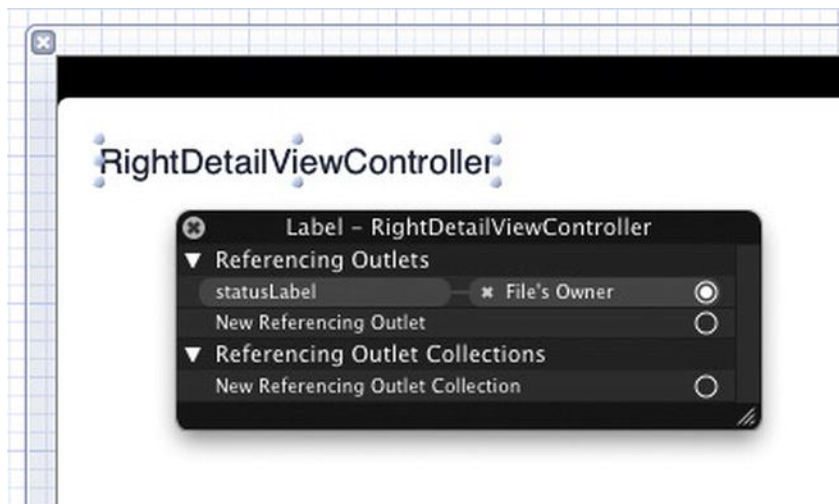 RightDetailViewController
Label – RightDetailViewController
Referencing Outlets
statusLabel File's Owner
New Referencing Outlet
Referencing Outlet Collections
New Referencing Outlet Collection